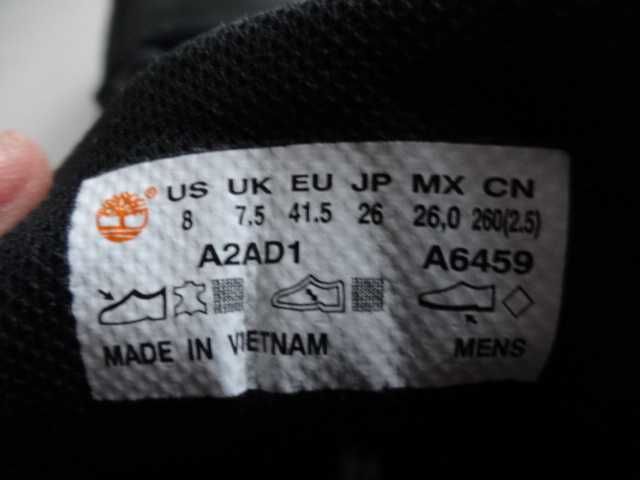 ® US UK EU JP MX CN
8 7.5 41.5 26 26,0 260(2.5)
A2AD1 A6459
MADE IN VIETNAM MENS